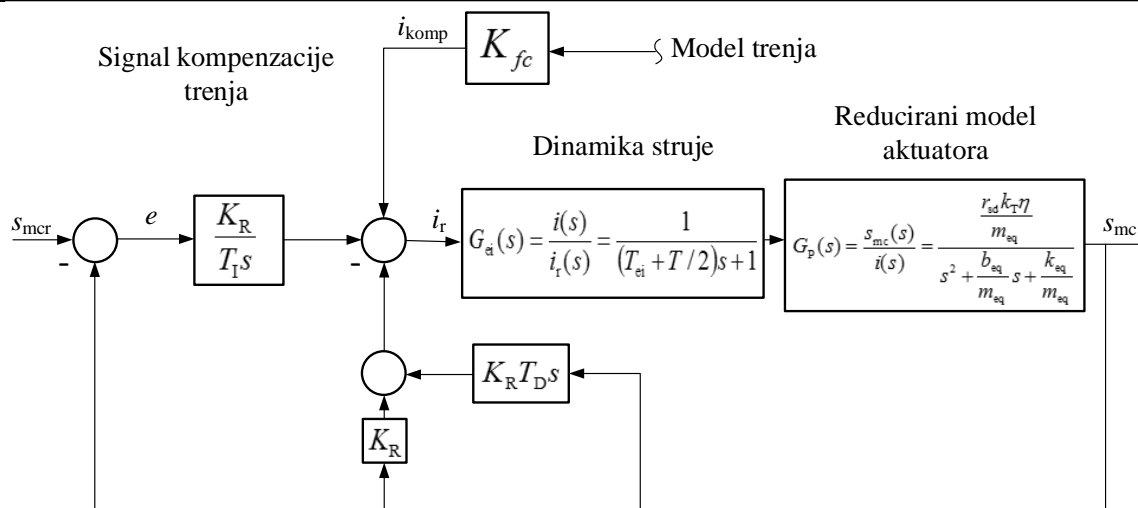 i_komp
K_fc
Model trenja
Signal kompenzacije
trenja
Dinamika struje
Reducirani model
aktuatora
s_mcr
-
e
K_R / (T_I s)
-
i_r
G_ei(s) = i(s) / i_r(s) = 1 / ((T_ei + T/2)s + 1)
G_p(s) = s_mc(s) / i(s) = (r_sd k_T η / m_eq) / (s² + (b_eq / m_eq) s + k_eq / m_eq)
s_mc
K_R T_D s
K_R